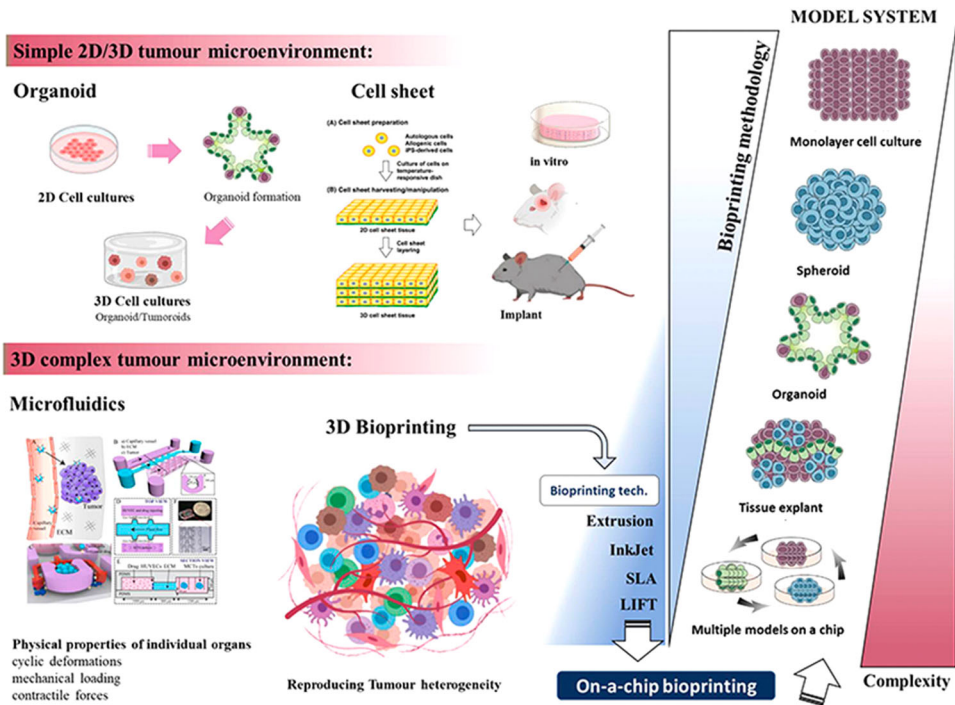 Simple 2D/3D tumour microenvironment:
Organoid
2D Cell cultures
Organoid formation
3D Cell cultures
Organoid/Tumoroids
Cell sheet
(A) Cell sheet preparation
Autologous cells
Allogenic cells
iPS-derived cells
Culture of cells on
temperature-
responsive dish
(B) Cell sheet harvesting/manipulation
2D cell sheet tissue
Cell sheet
layering
3D cell sheet tissue
in vitro
Implant
3D complex tumour microenvironment:
Microfluidics
Tumor
Capillary
vessel
ECM
Physical properties of individual organs
cyclic deformations
mechanical loading
contractile forces
3D Bioprinting
Reproducing Tumour heterogeneity
Bioprinting tech.
Extrusion
InkJet
SLA
LIFT
On-a-chip bioprinting
Bioprinting methodology
MODEL SYSTEM
Monolayer cell culture
Spheroid
Organoid
Tissue explant
Multiple models on a chip
Complexity